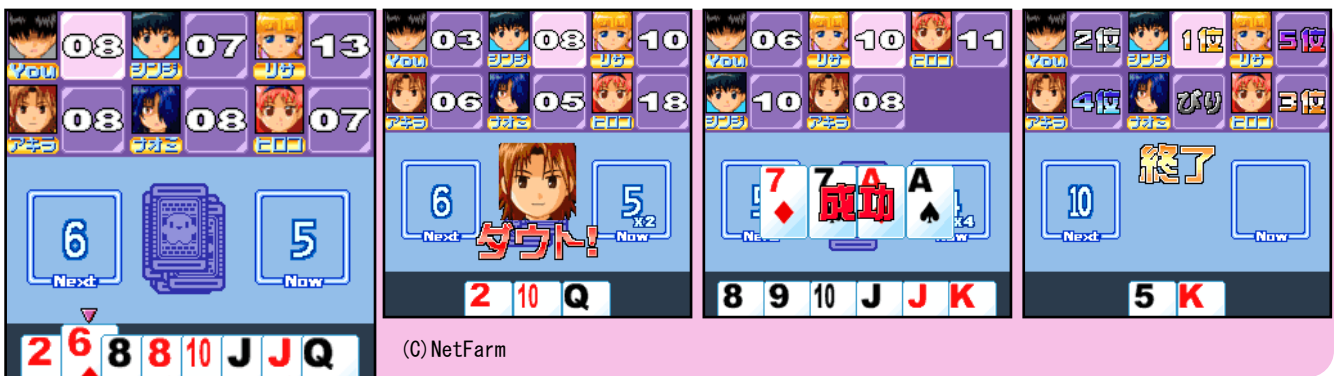 08 07 13
You シンジ リサ
08 08 07
アキラ ナオミ ヒロコ
6 5
Next Now
2 6 8 8 10 J J Q
03 08 10
You シンジ リサ
06 05 18
アキラ ナオミ ヒロコ
6 5
x2
Next Now
ダウト!
2 10 Q
06 10 11
You リサ ヒロコ
10 08
シンジ アキラ
7 7 A A
成功
x4
8 9 10 J J K
2位 1位 5位
You シンジ リサ
4位 びり 3位
アキラ ナオミ ヒロコ
終了
10
Next Now
5 K
(C)NetFarm